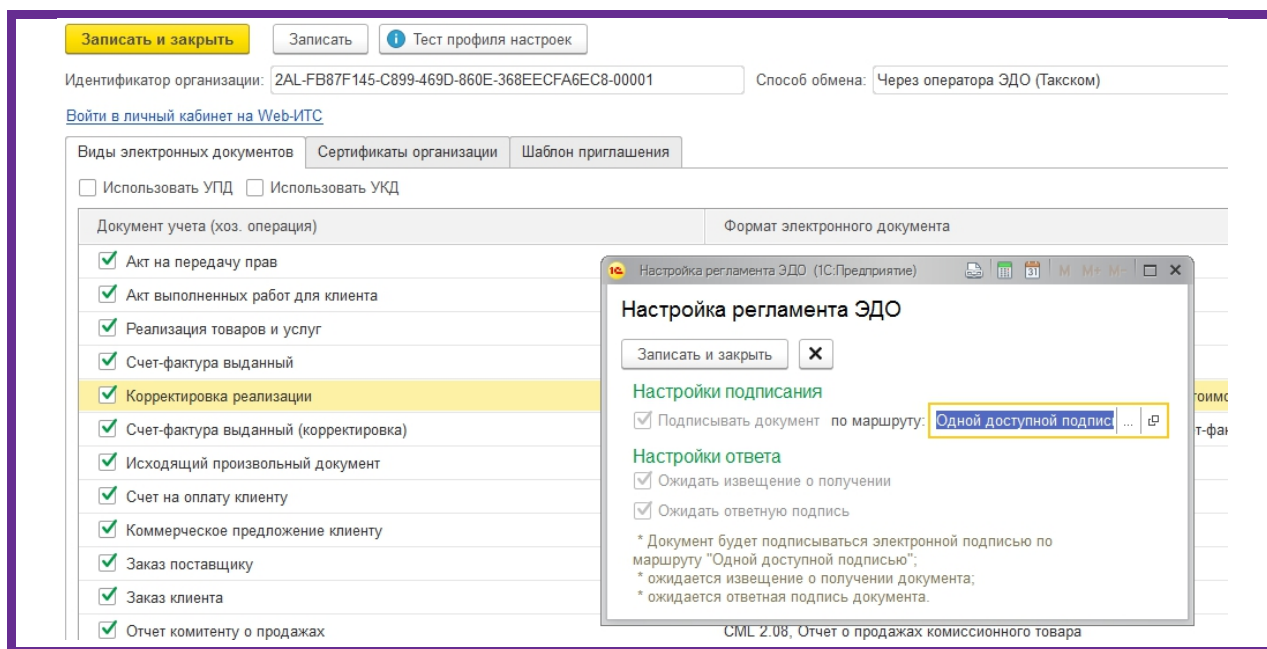 Записать и закрыть Записать Тест профиля настроек
Идентификатор организации: 2AL-FB87F145-C899-469D-860E-368EECFA6EC8-00001 Способ обмена: Через оператора ЭДО (Такском)
Войти в личный кабинет на Web-ИТС
Виды электронных документов Сертификаты организации Шаблон приглашения
Использовать УПД Использовать УКД
Документ учета (хоз. операция) Формат электронного документа
Акт на передачу прав
Акт выполненных работ для клиента
Реализация товаров и услуг
Счет-фактура выданный
Корректировка реализации
Счет-фактура выданный (корректировка)
Исходящий произвольный документ
Счет на оплату клиенту
Коммерческое предложение клиенту
Заказ поставщику
Заказ клиента
Отчет комитенту о продажах CML 2.08, Отчет о продажах комиссионного товара
Настройка регламента ЭДО (1С:Предприятие) 31 M M+ M-
Настройка регламента ЭДО
Записать и закрыть
Настройки подписания
Подписывать документ по маршруту: Одной доступной подпис ...
Настройки ответа
Ожидать извещение о получении
Ожидать ответную подпись
* Документ будет подписываться электронной подписью по
маршруту "Одной доступной подписью";
* ожидается извещение о получении документа;
* ожидается ответная подпись документа.